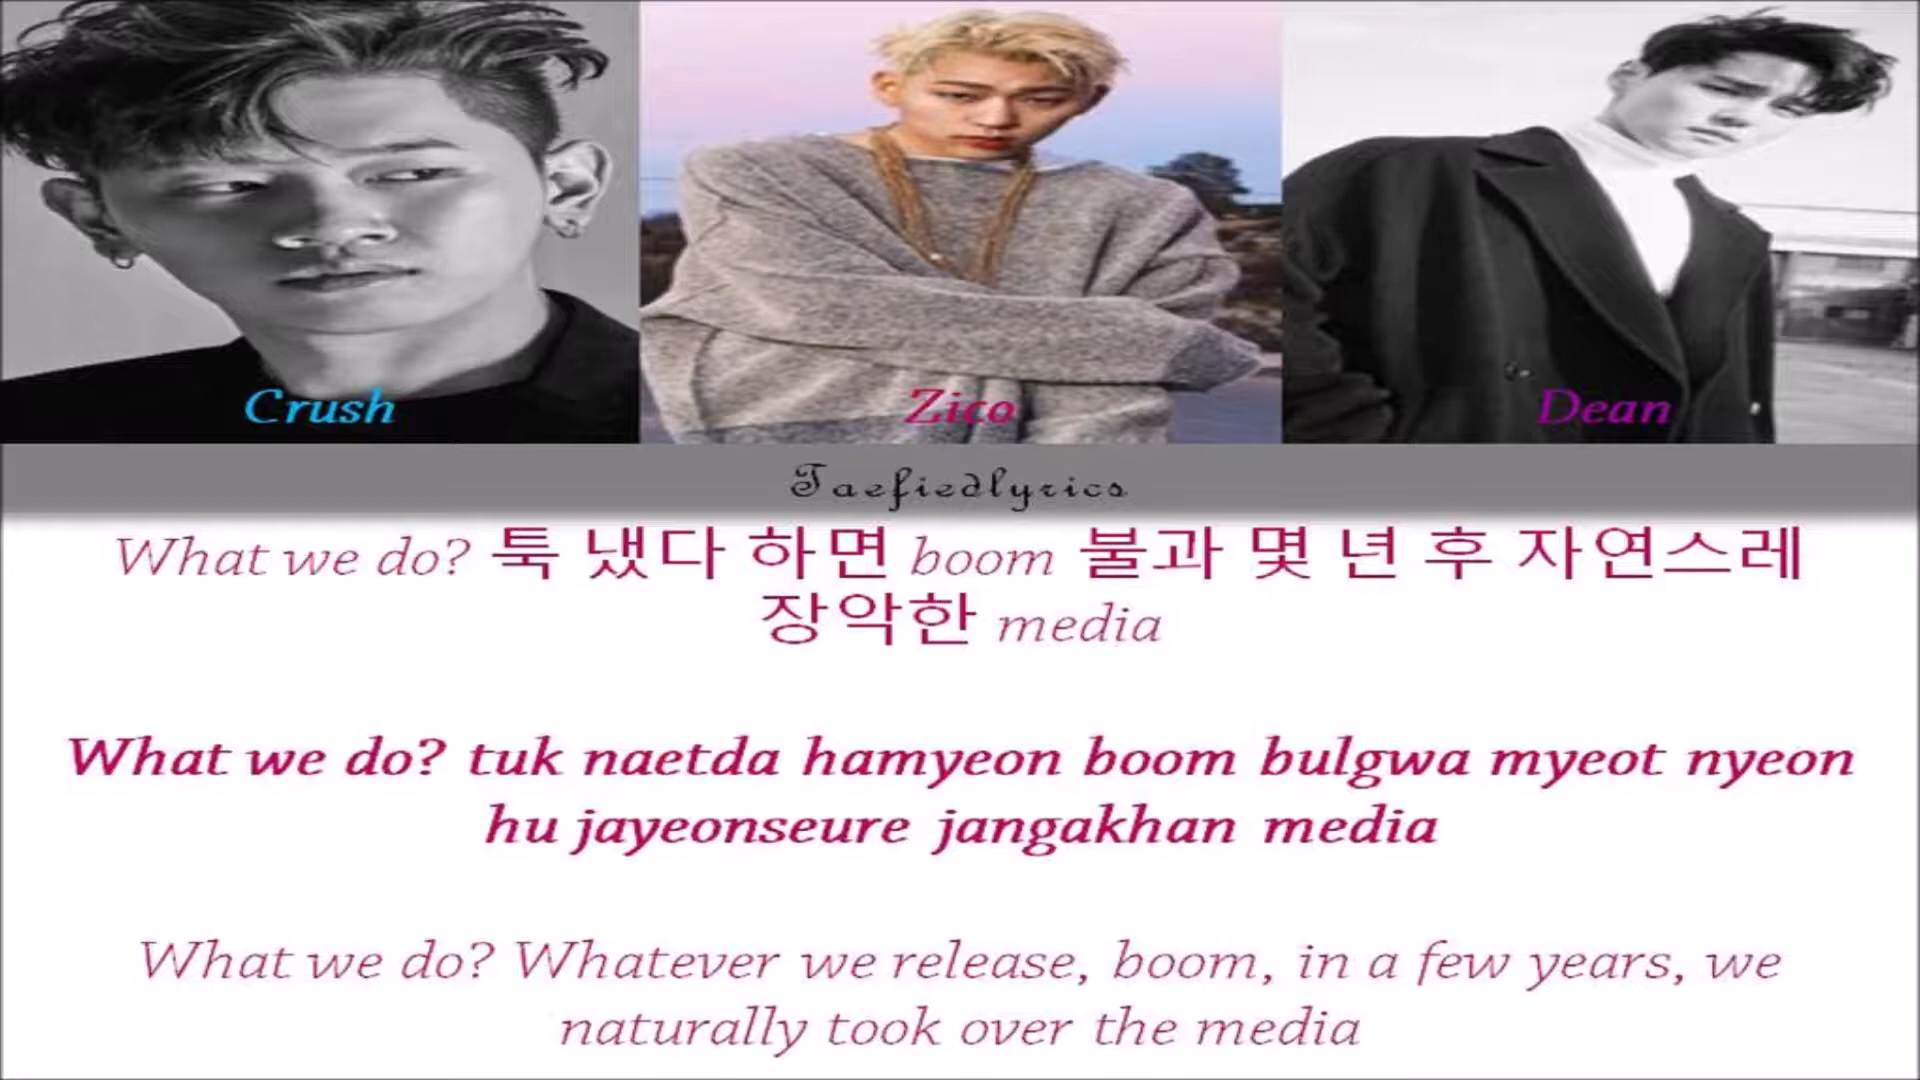 Crush
Zico
Dean
Taefiedlyrics
What we do? 툭 냈다 하면 boom 불과 몇 년 후 자연스레
장악한 media
What we do? tuk naetda hamyeon boom bulgwa myeot nyeon
hu jayeonseure jangakhan media
What we do? Whatever we release, boom, in a few years, we
naturally took over the media